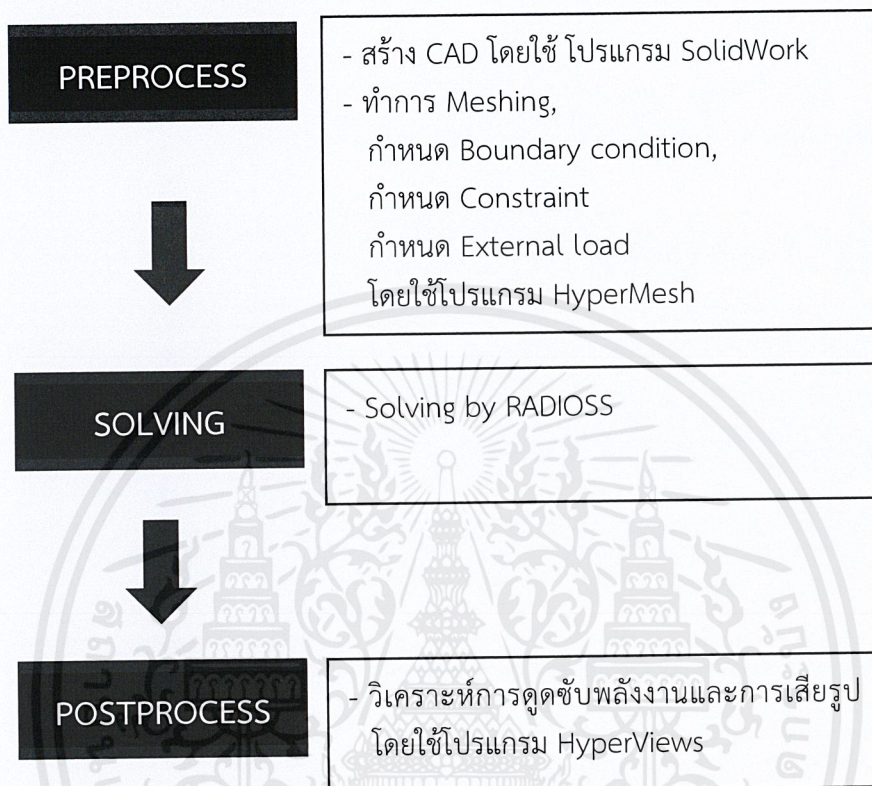 PREPROCESS
- สร้าง CAD โดยใช้ โปรแกรม SolidWork
- ทำการ Meshing,
กำหนด Boundary condition,
กำหนด Constraint
กำหนด External load
โดยใช้โปรแกรม HyperMesh
SOLVING
- Solving by RADIOSS
POSTPROCESS
- วิเคราะห์การดูดซับพลังงานและการเสียรูป
โดยใช้โปรแกรม HyperViews